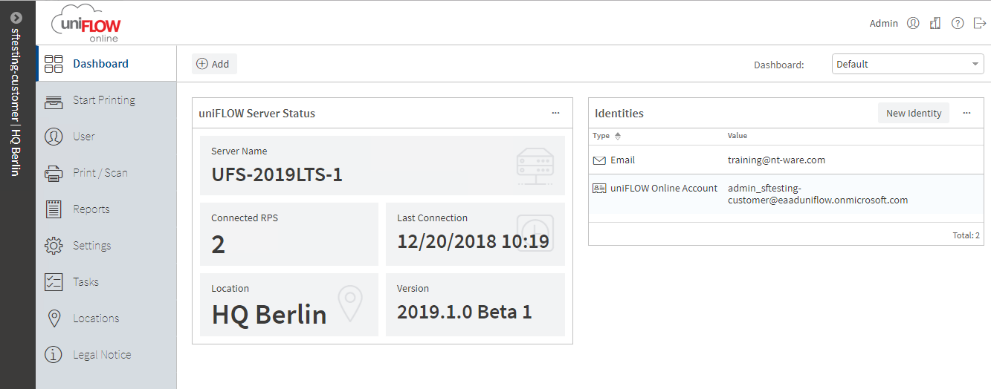 sftesting-customer | HQ Berlin
uniFLOW
online
Admin
Dashboard
Start Printing
User
Print / Scan
Reports
Settings
Tasks
Locations
Legal Notice
Add
Dashboard:
Default
uniFLOW Server Status
...
Server Name
UFS-2019LTS-1
Connected RPS
2
Last Connection
12/20/2018 10:19
Location
HQ Berlin
Version
2019.1.0 Beta 1
Identities
New Identity
...
Type
Value
Email
training@nt-ware.com
uniFLOW Online Account
admin_sftesting-
customer@eaaduniflow.onmicrosoft.com
Total: 2